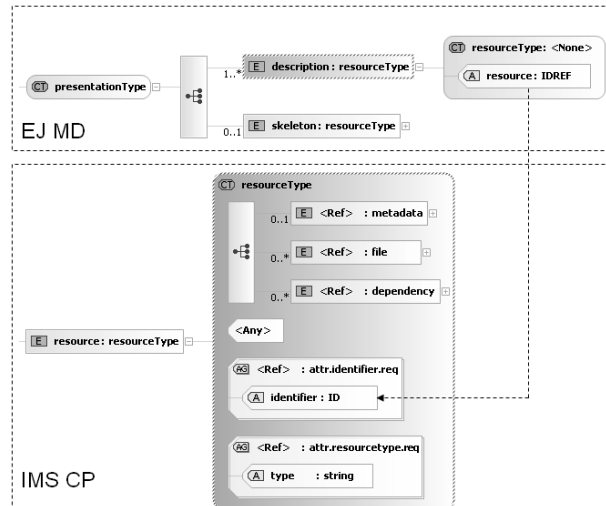 CT resourceType: <None>
E description : resourceType
1..*
A resource : IDREF
CT presentationType
E skeleton : resourceType
0..1
EJ MD
CT resourceType
E <Ref> : metadata
0..1
E <Ref> : file
0..*
E <Ref> : dependency
0..*
<Any>
E resource : resourceType
AG <Ref> : attr.identifier.req
A identifier : ID
AG <Ref> : attr.resourcetype.req
A type : string
IMS CP